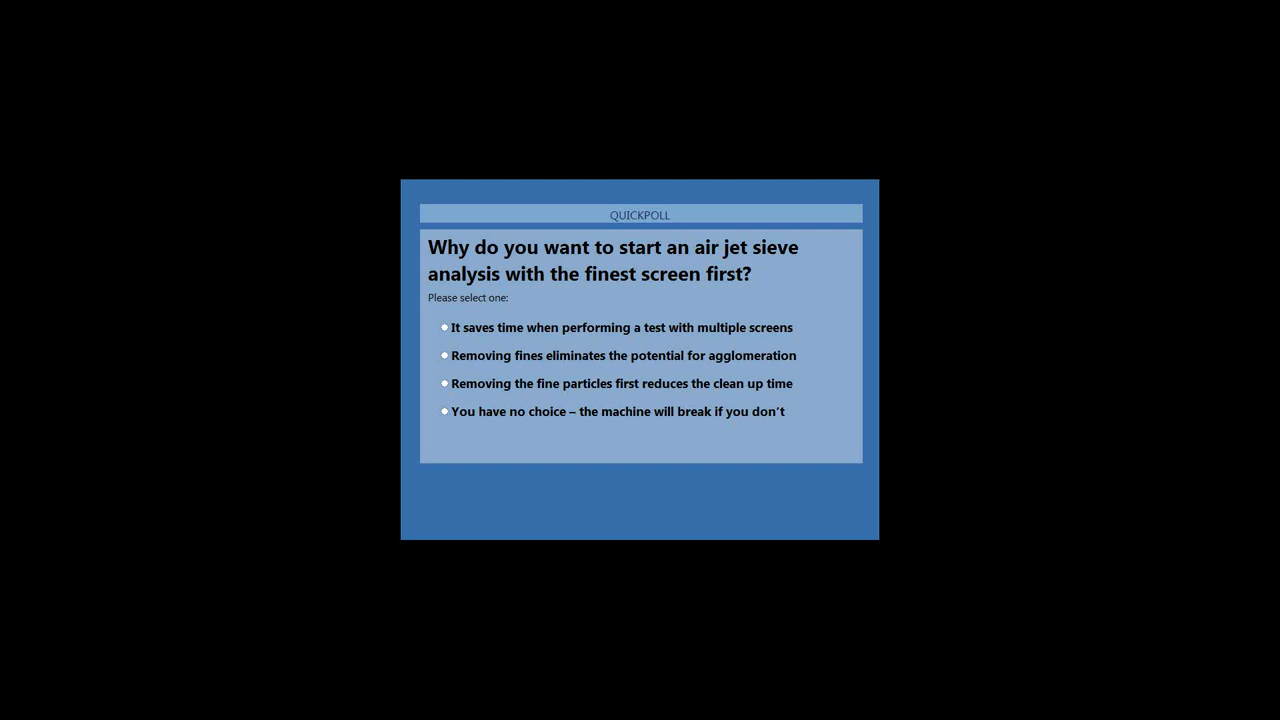 QUICKPOLL
Why do you want to start an air jet sieve
analysis with the finest screen first?
Please select one:
It saves time when performing a test with multiple screens
Removing fines eliminates the potential for agglomeration
Removing the fine particles first reduces the clean up time
You have no choice – the machine will break if you don't